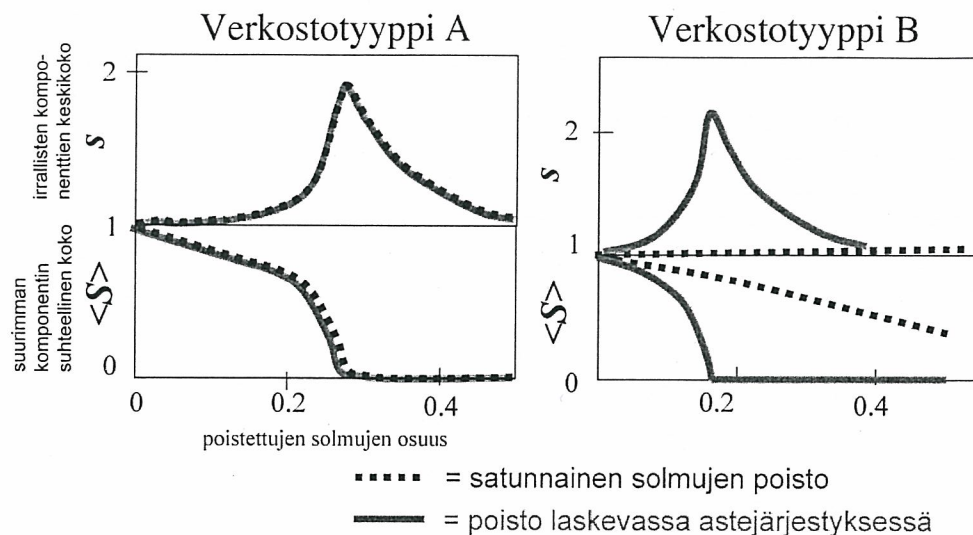 Verkostotyyppi A
Verkostotyyppi B
irrallisten kompo-
nenttien keskikoko
s
2
1
suurimman
komponentin
suhteellinen koko
<S>
0
0
0.2
0.4
poistettujen solmujen osuus
s
2
1
<S>
0
0.2
0.4
= satunnainen solmujen poisto
= poisto laskevassa astejärjestyksessä